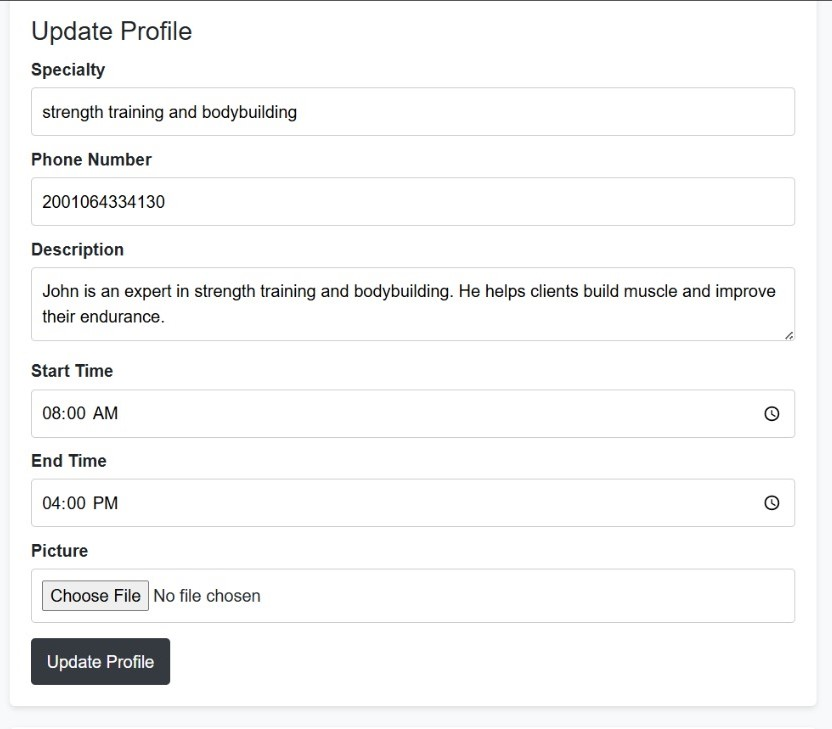 Update Profile
Specialty
strength training and bodybuilding
Phone Number
2001064334130
Description
John is an expert in strength training and bodybuilding. He helps clients build muscle and improve
their endurance.
Start Time
08:00 AM
End Time
04:00 PM
Picture
Choose File No file chosen
Update Profile